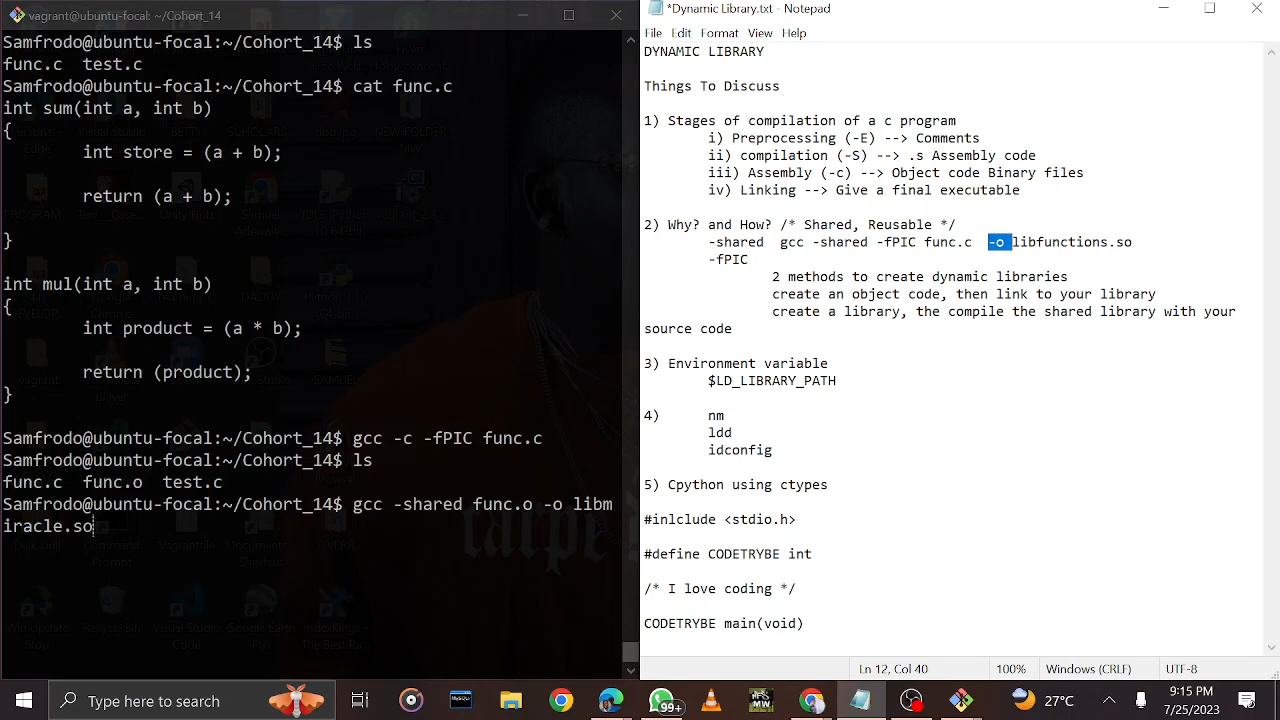 vagrant@ubuntu-focal: ~/Cohort_14
Samfrodo@ubuntu-focal:~/Cohort_14$ ls
func.c  test.c
Samfrodo@ubuntu-focal:~/Cohort_14$ cat func.c
int sum(int a, int b)
{
        int store = (a + b);
        return (a + b);
}
int mul(int a, int b)
{
        int product = (a * b);
        return (product);
}
Samfrodo@ubuntu-focal:~/Cohort_14$ gcc -c -fPIC func.c
Samfrodo@ubuntu-focal:~/Cohort_14$ ls
func.c  func.o  test.c
Samfrodo@ubuntu-focal:~/Cohort_14$ gcc -shared func.o -o libm
iracle.so
*Dynamic Library.txt - Notepad
File Edit Format View Help
DYNAMIC LIBRARY
Things To Discuss
1) Stages of compilation of a c program
        i) Preprocessing (-E) --> Comments
        ii) compilation (-S) --> .s Assembly code
        iii) Assembly (-c) --> Object code Binary files
        iv) Linking --> Give a final executable
2) Why? and How? /* Shared, Reusable */
        -shared  gcc -shared -fPIC func.c  -o libfunctions.so
        -fPIC
                2 methods to create dynamic libraries
                create an object code, then link to your library
                create a library, the compile the shared library with your
source code
3) Environment variable
        $LD_LIBRARY_PATH
4)      nm
        ldd
        idconfig
5) Cpython using ctypes
#inlclude <stdio.h>
#define CODETRYBE int
/* I love coding */
CODETRYBE main(void)
Ln 12, Col 40
100%
Windows (CRLF)
UTF-8
Type here to search
99+
27°C
9:15 PM
7/25/2023